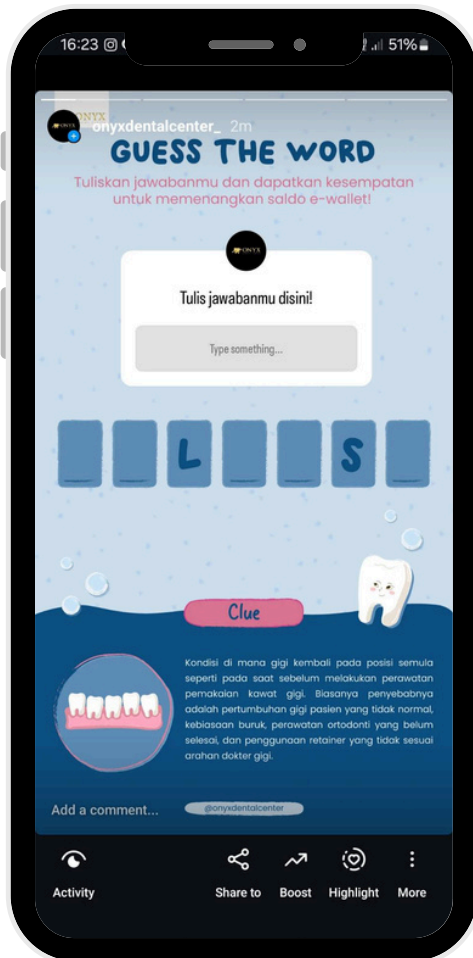 16:23
51%
ONYX
onyxdentalcenter_ 2m
GUESS THE WORD
Tuliskan jawabanmu dan dapatkan kesempatan
untuk memenangkan saldo e-wallet!
ONYX
Tulis jawabanmu disini!
Type something...
_ _ L _ _ S _
Clue
Kondisi di mana gigi kembali pada posisi semula
seperti pada saat sebelum melakukan perawatan
pemakaian kawat gigi. Biasanya penyebabnya
adalah pertumbuhan gigi pasien yang tidak normal,
kebiasaan buruk, perawatan ortodonti yang belum
selesai, dan penggunaan retainer yang tidak sesuai
arahan dokter gigi.
Add a comment...
@onyxdentalcenter
Activity
Share to
Boost
Highlight
More